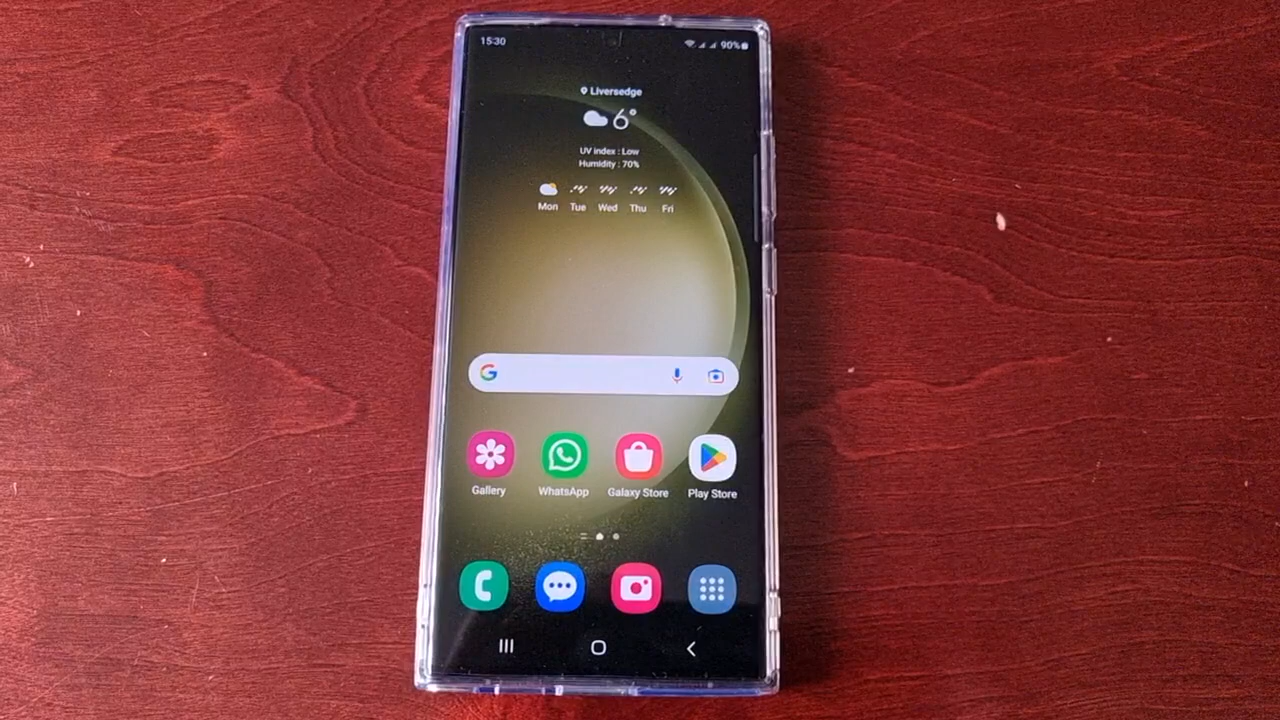 15:30
90%
Liversedge
6°
UV index : Low
Humidity : 70%
Mon Tue Wed Thu Fri
G
Gallery WhatsApp Galaxy Store Play Store